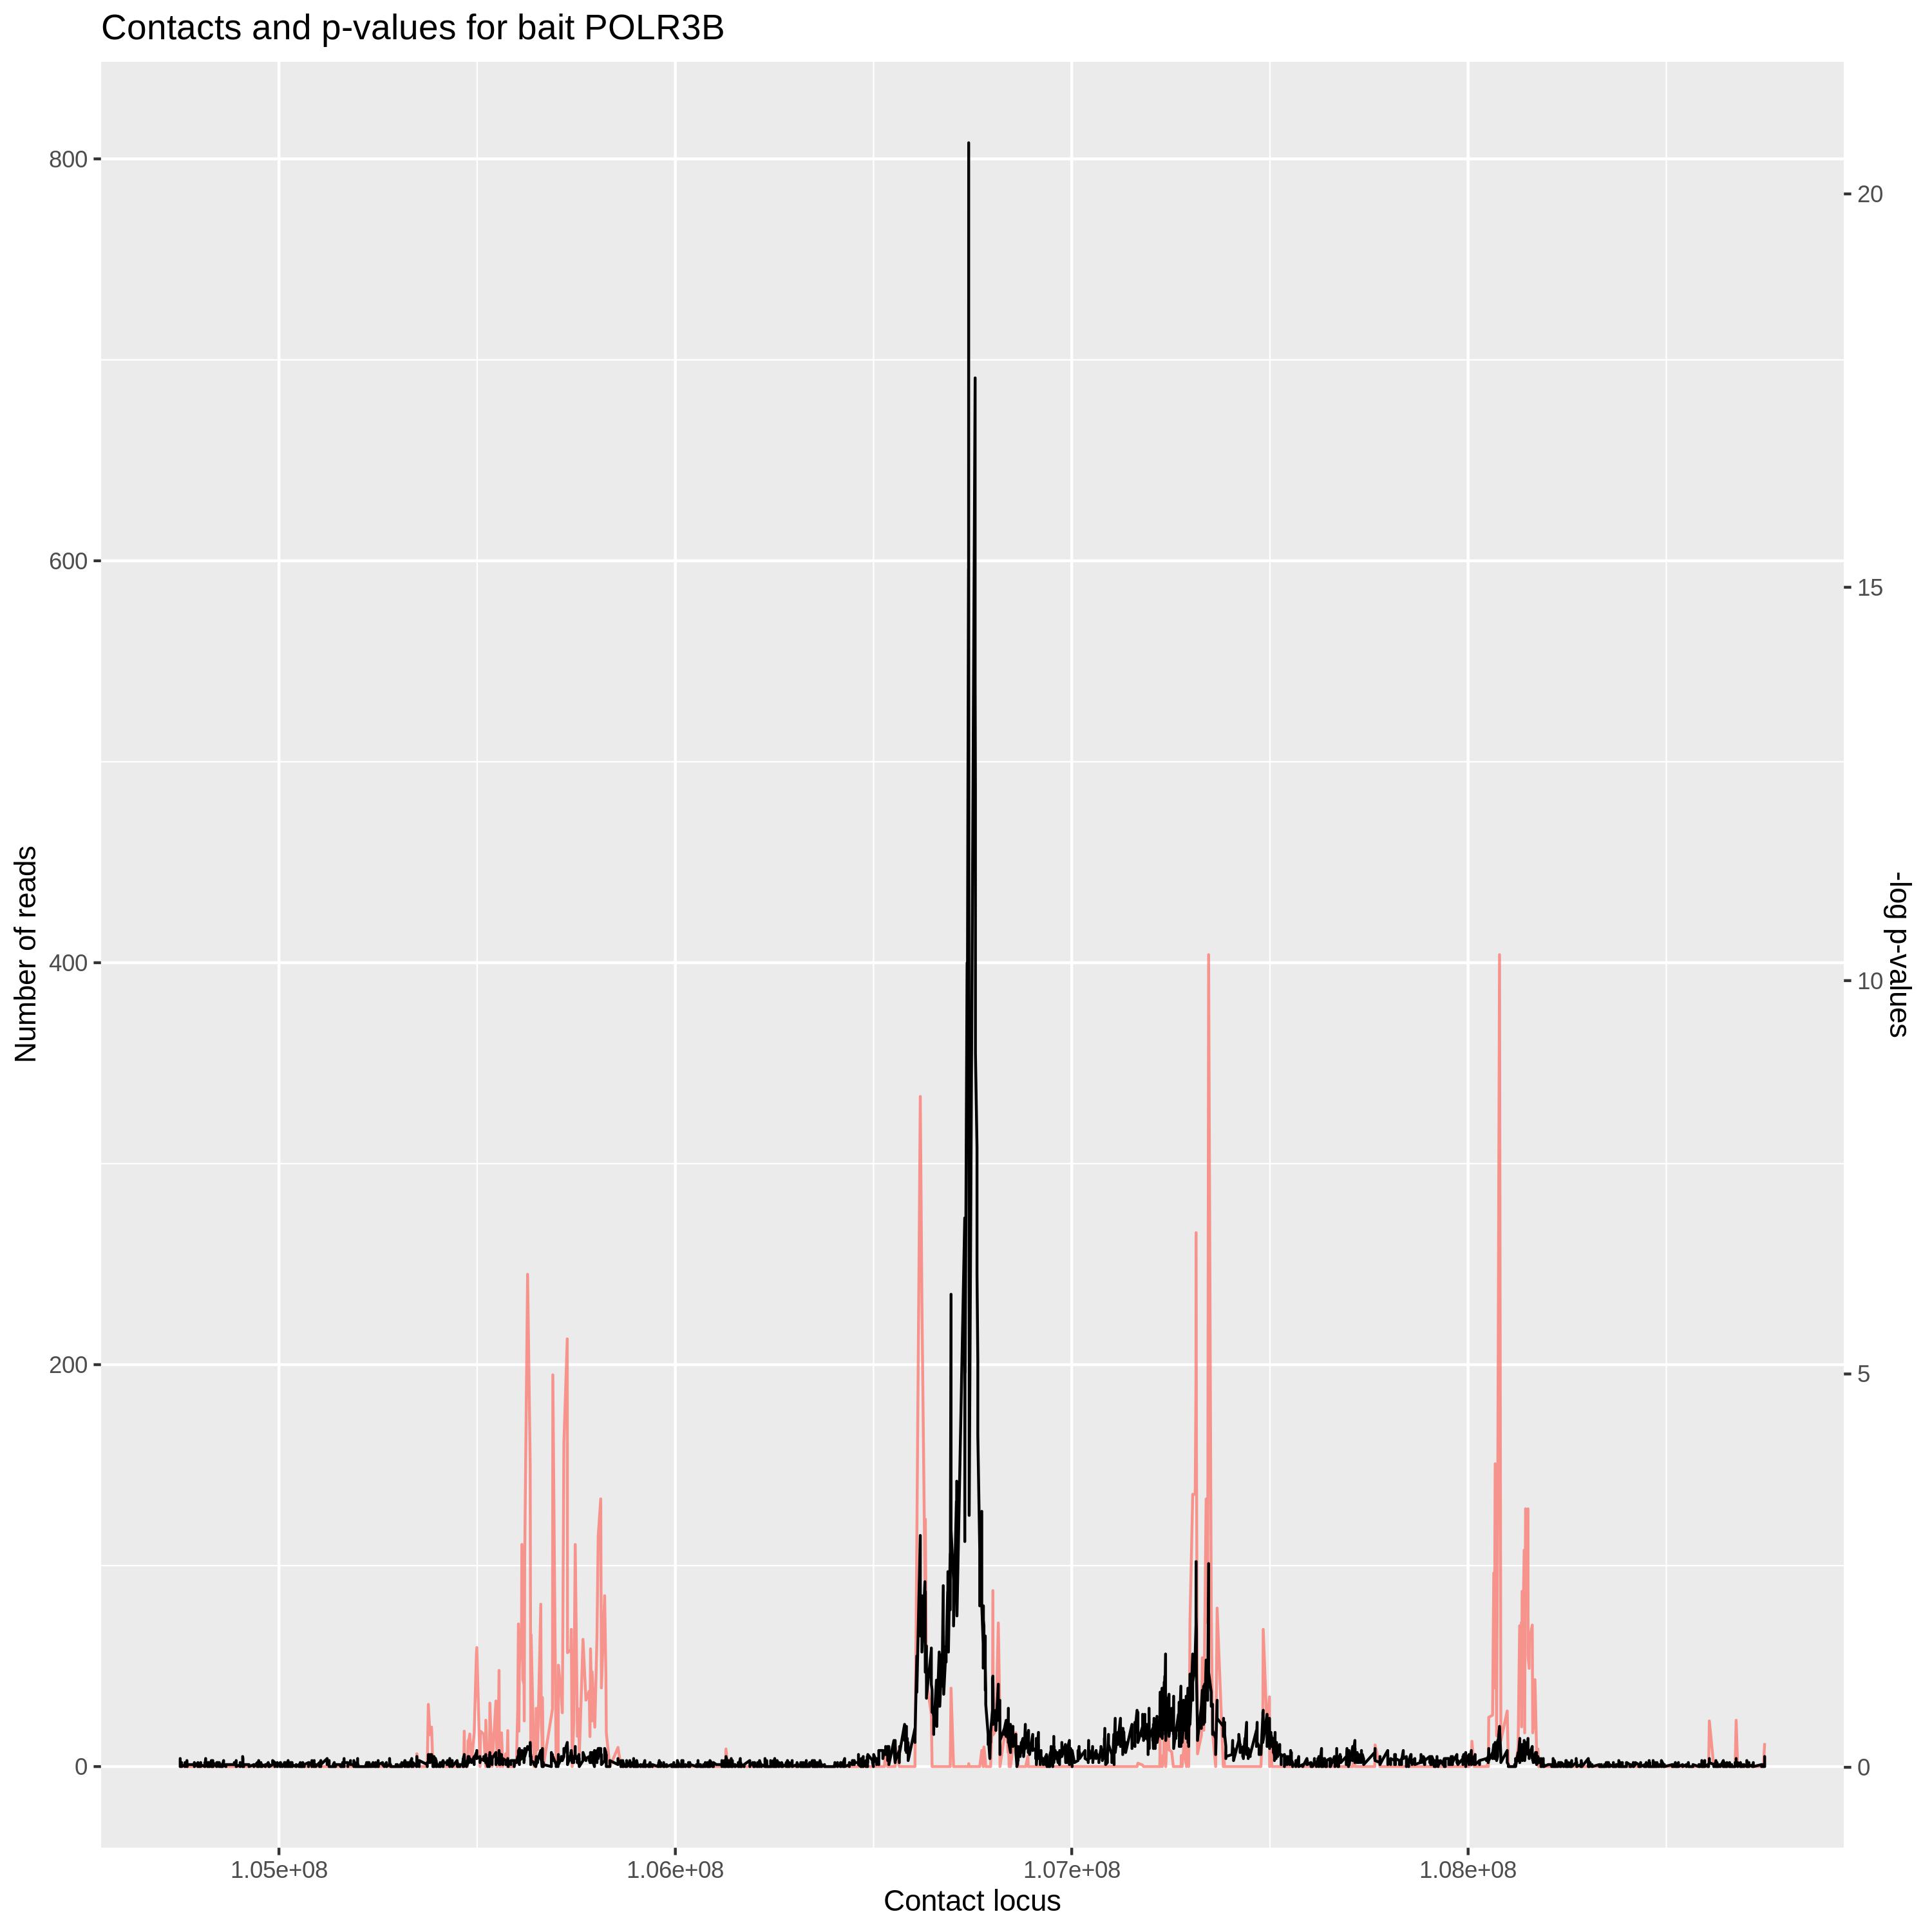 Contacts and p-values for bait POLR3B
800
600
400
200
0
Number of reads
20
15
10
5
0
-log p-values
1.05e+08
1.06e+08
1.07e+08
1.08e+08
Contact locus